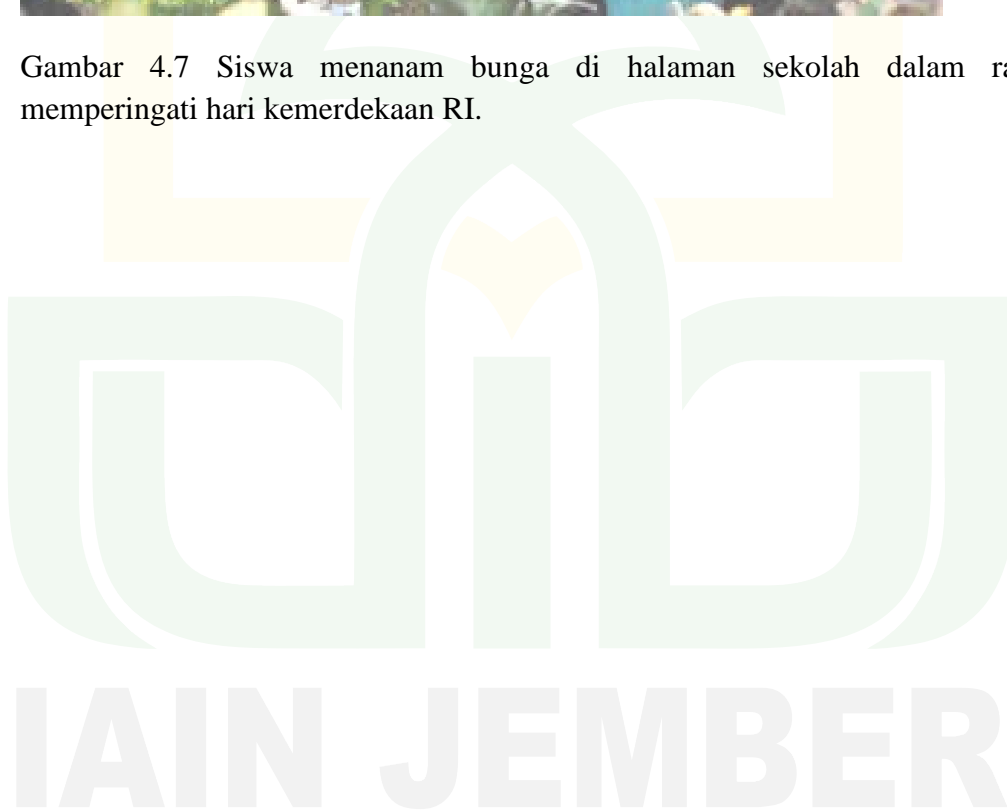 Gambar 4.7 Siswa menanam bunga di halaman sekolah dalam
memperingati hari kemerdekaan RI.
IAIN JEMBER